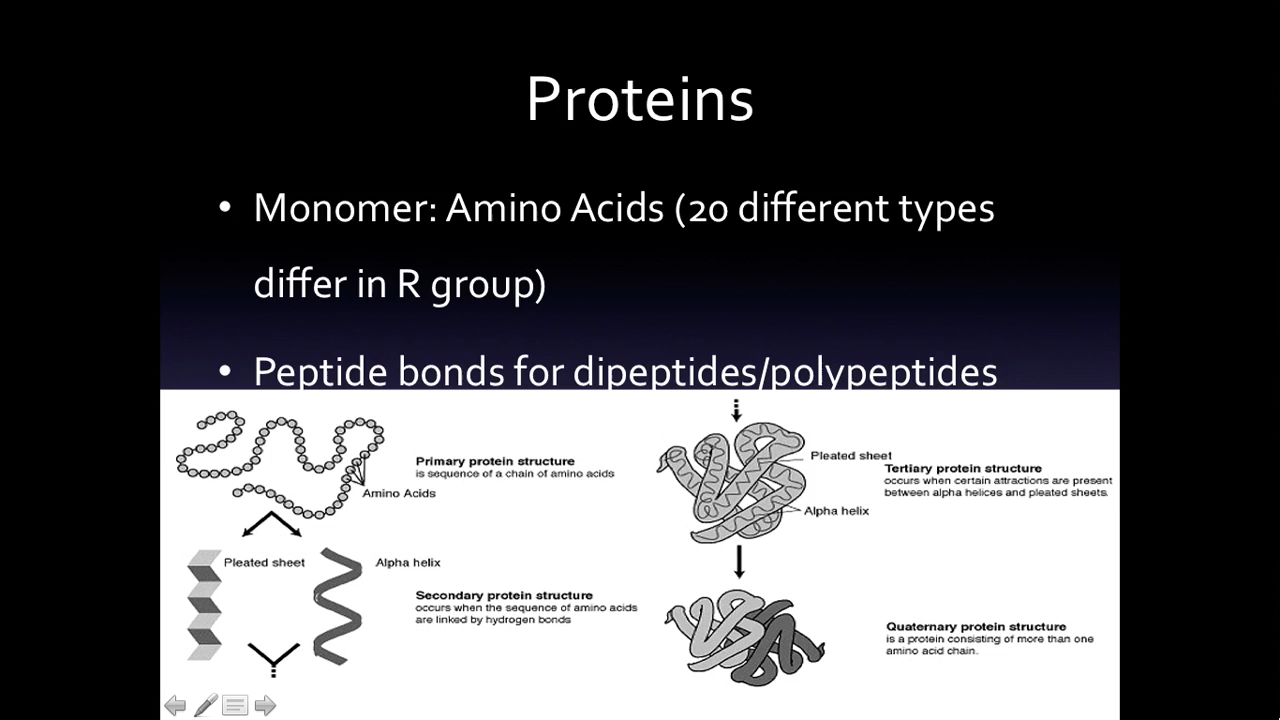 Proteins
• Monomer: Amino Acids (20 different types
differ in R group)
• Peptide bonds for dipeptides/polypeptides
Primary protein structure
is sequence of a chain of amino acids
Amino Acids
Pleated sheet
Alpha helix
Secondary protein structure
occurs when the sequence of amino acids
are linked by hydrogen bonds
Pleated sheet
Tertiary protein structure
occurs when certain attractions are present
between alpha helices and pleated sheets.
Alpha helix
Quaternary protein structure
is a protein consisting of more than one
amino acid chain.